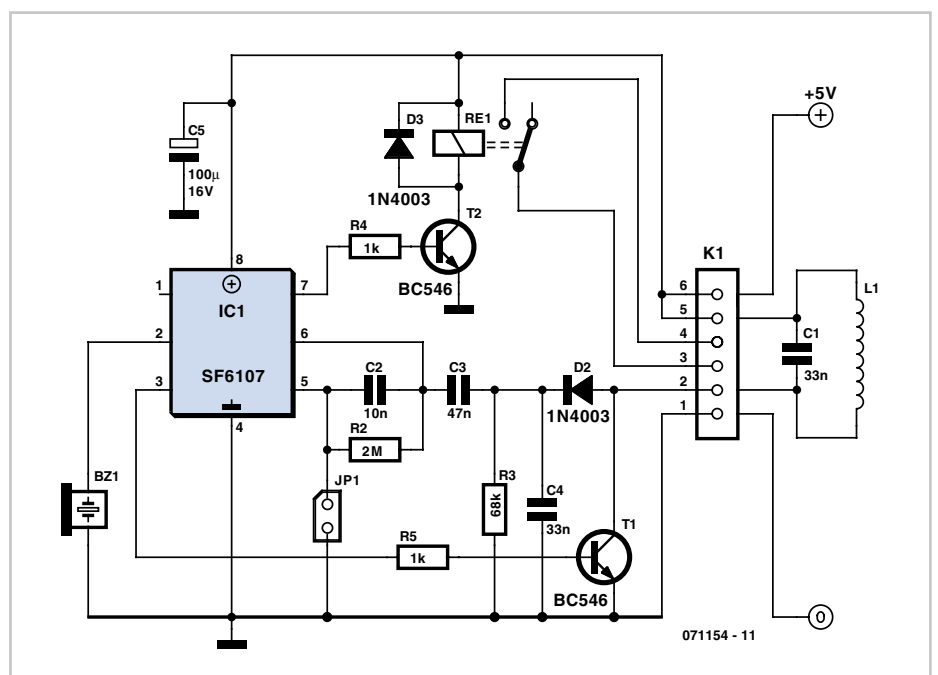 +5V
C5
100µ
16V
D3
1N4003
RE1
T2
R4
1k
BC546
K1
8
1
2
3
IC1
SF6107
7
6
5
4
6
5
4
3
2
1
L1
C1
33n
C2
10n
C3
47n
D2
1N4003
R2
2M
BZ1
JP1
R3
68k
C4
33n
T1
R5
1k
BC546
0
071154 - 11